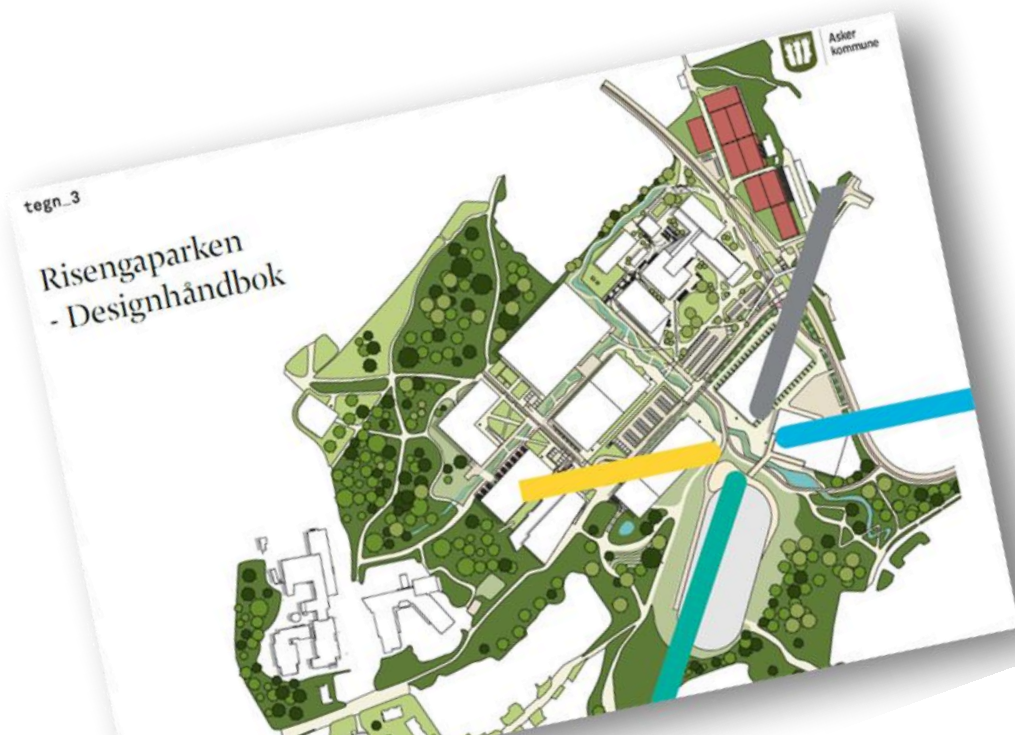 tegn_3
Risengaparken
- Designhåndbok
Asker
kommune